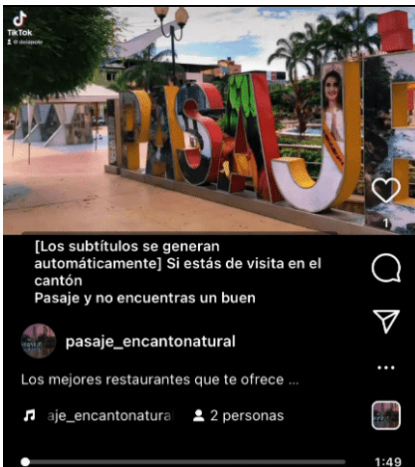 TikTok
PASAJE
1
[Los subtítulos se generan
automáticamente] Si estás de visita en el
cantón
Pasaje y no encuentras un buen
pasaje_encantonatural
Los mejores restaurantes que te ofrece ...
aje_encantonatural
2 personas
1:49